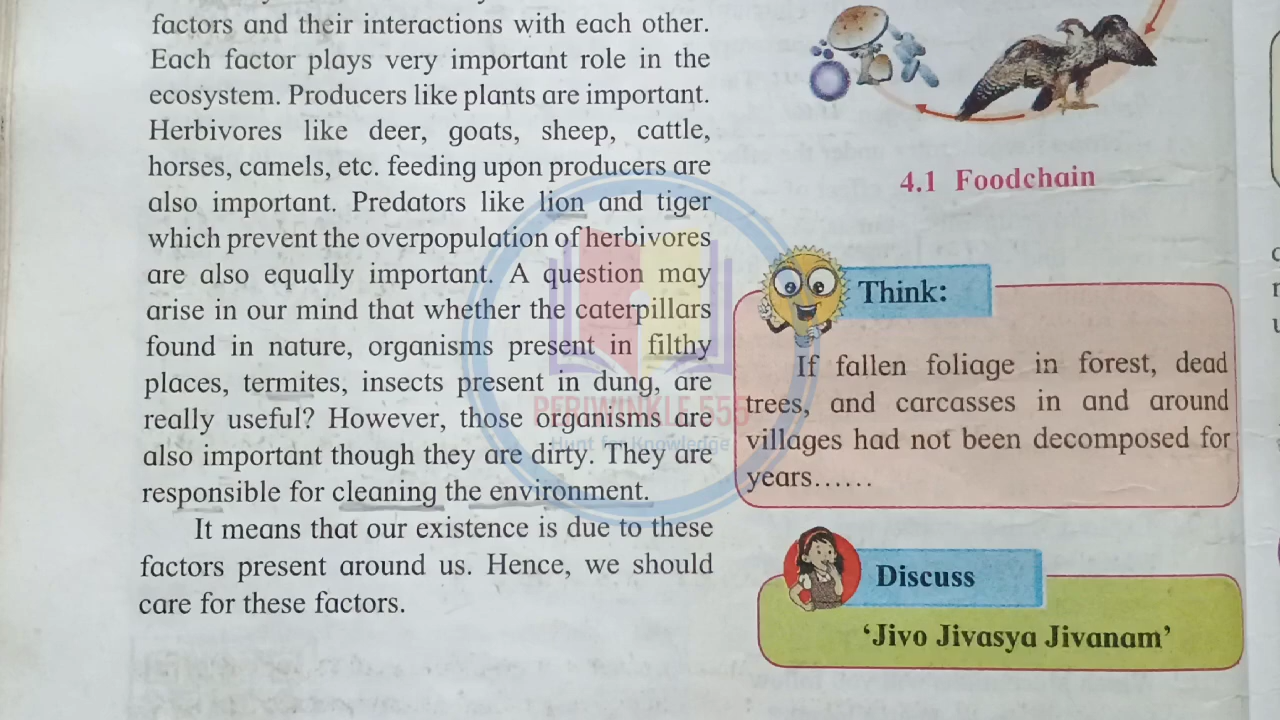 factors and their interactions with each other.
Each factor plays very important role in the
ecosystem. Producers like plants are important.
Herbivores like deer, goats, sheep, cattle,
horses, camels, etc. feeding upon producers are
also important. Predators like lion and tiger
which prevent the overpopulation of herbivores
are also equally important. A question may
arise in our mind that whether the caterpillars
found in nature, organisms present in filthy
places, termites, insects present in dung, are
really useful? However, those organisms are
also important though they are dirty. They are
responsible for cleaning the environment.
It means that our existence is due to these
factors present around us. Hence, we should
care for these factors.
4.1 Foodchain
Think:
If fallen foliage in forest, dead
trees, and carcasses in and around
villages had not been decomposed for
years......
Discuss
‘Jivo Jivasya Jivanam’
PERIWINKLE 556
Hunt for Knowledge